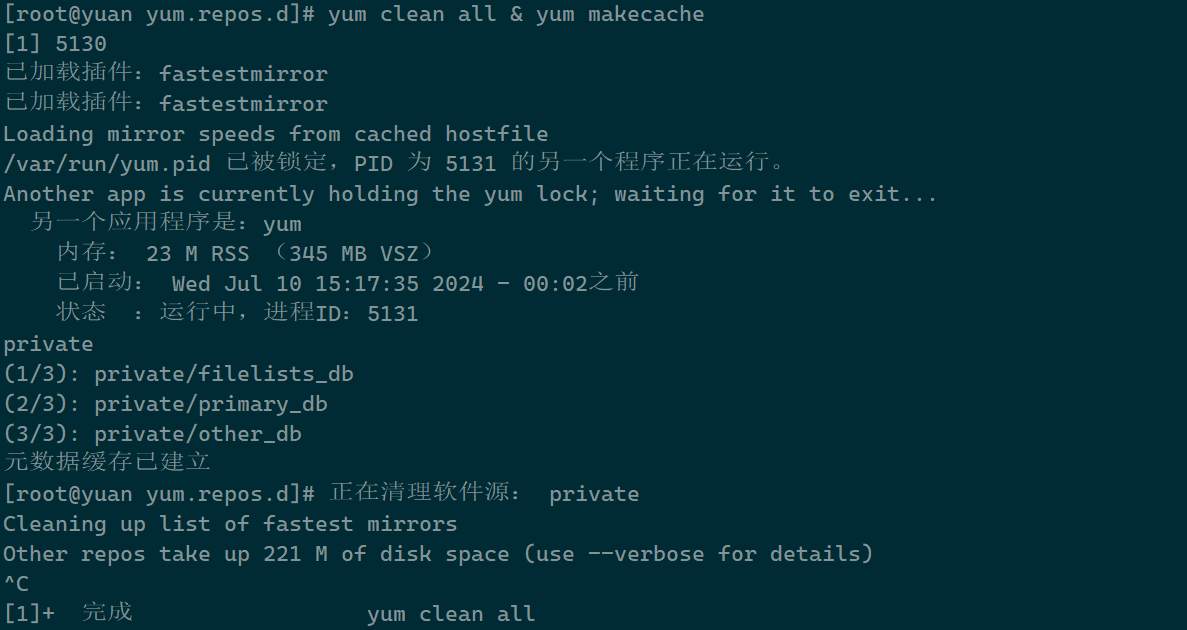 [root@yuan yum.repos.d]# yum clean all & yum makecache
[1] 5130
已加载插件：fastestmirror
已加载插件：fastestmirror
Loading mirror speeds from cached hostfile
/var/run/yum.pid 已被锁定，PID 为 5131 的另一个程序正在运行。
Another app is currently holding the yum lock; waiting for it to exit...
  另一个应用程序是：yum
    内存： 23 M RSS （345 MB VSZ）
    已启动： Wed Jul 10 15:17:35 2024 - 00:02之前
    状态  ：运行中，进程ID：5131
private
(1/3): private/filelists_db
(2/3): private/primary_db
(3/3): private/other_db
元数据缓存已建立
[root@yuan yum.repos.d]# 正在清理软件源： private
Cleaning up list of fastest mirrors
Other repos take up 221 M of disk space (use --verbose for details)
^C
[1]+  完成                  yum clean all